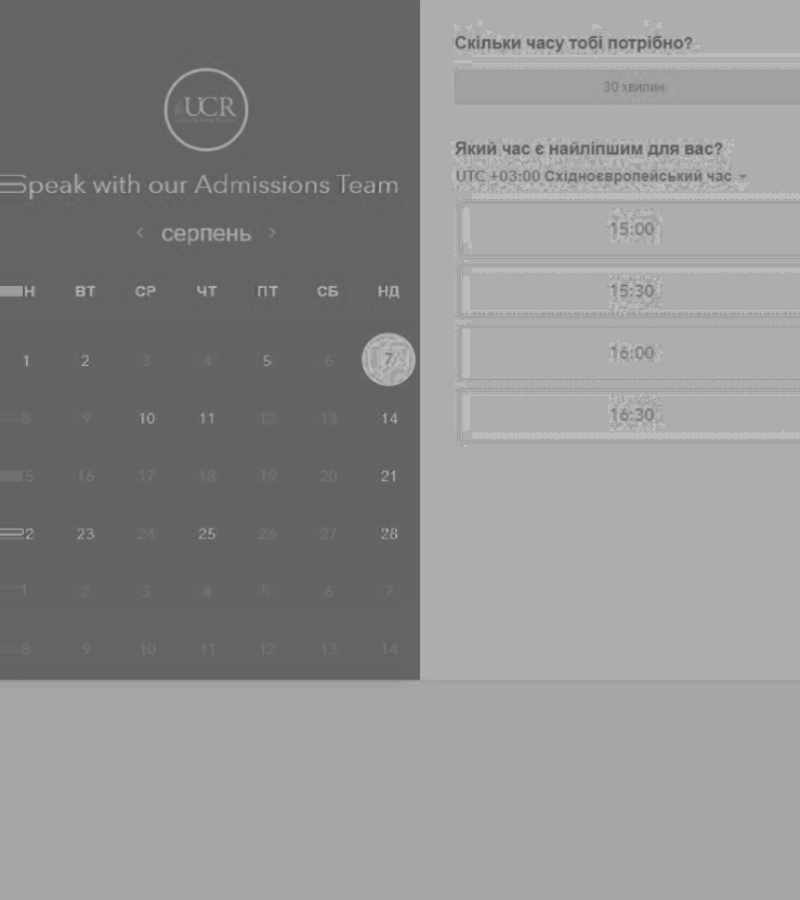 UCR
Speak with our Admissions Team
< серпень >
Н ВТ СР ЧТ ПТ СБ НД
1 2 3 4 5 6 7
8 9 10 11 12 13 14
5 16 17 18 19 20 21
2 23 24 25 26 27 28
1 2 3 4 5 6 7
8 9 10 11 12 13 14
Скільки часу тобі потрібно?
30 хвилин
Який час є найліпшим для вас?
UTC +03:00 Східноєвропейський час
15:00
15:30
16:00
16:30